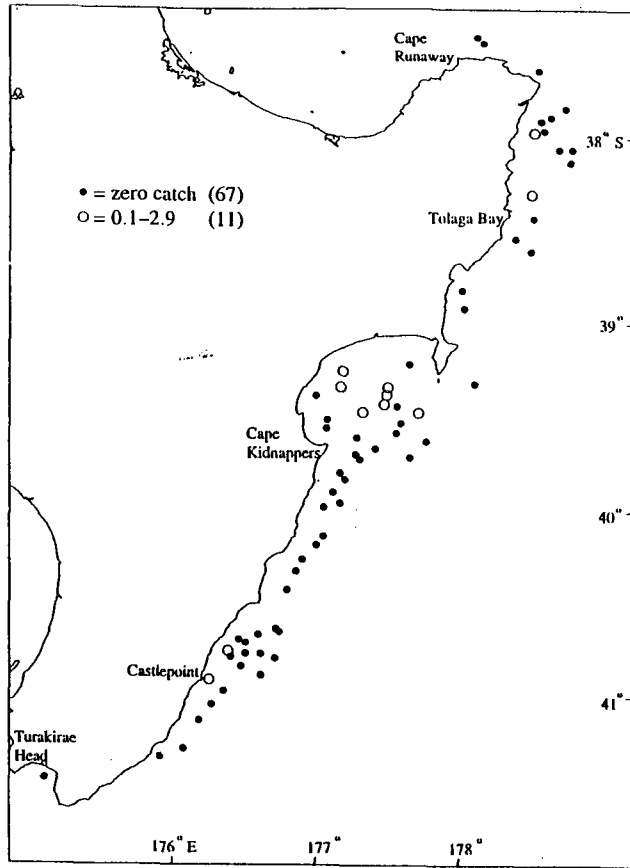 Cape
Runaway
38° S
● = zero catch (67)
○ = 0.1–2.9 (11)
Tolaga Bay
39°
Cape
Kidnappers
40°
Castlepoint
41°
Turakirae
Head
176° E
177°
178°